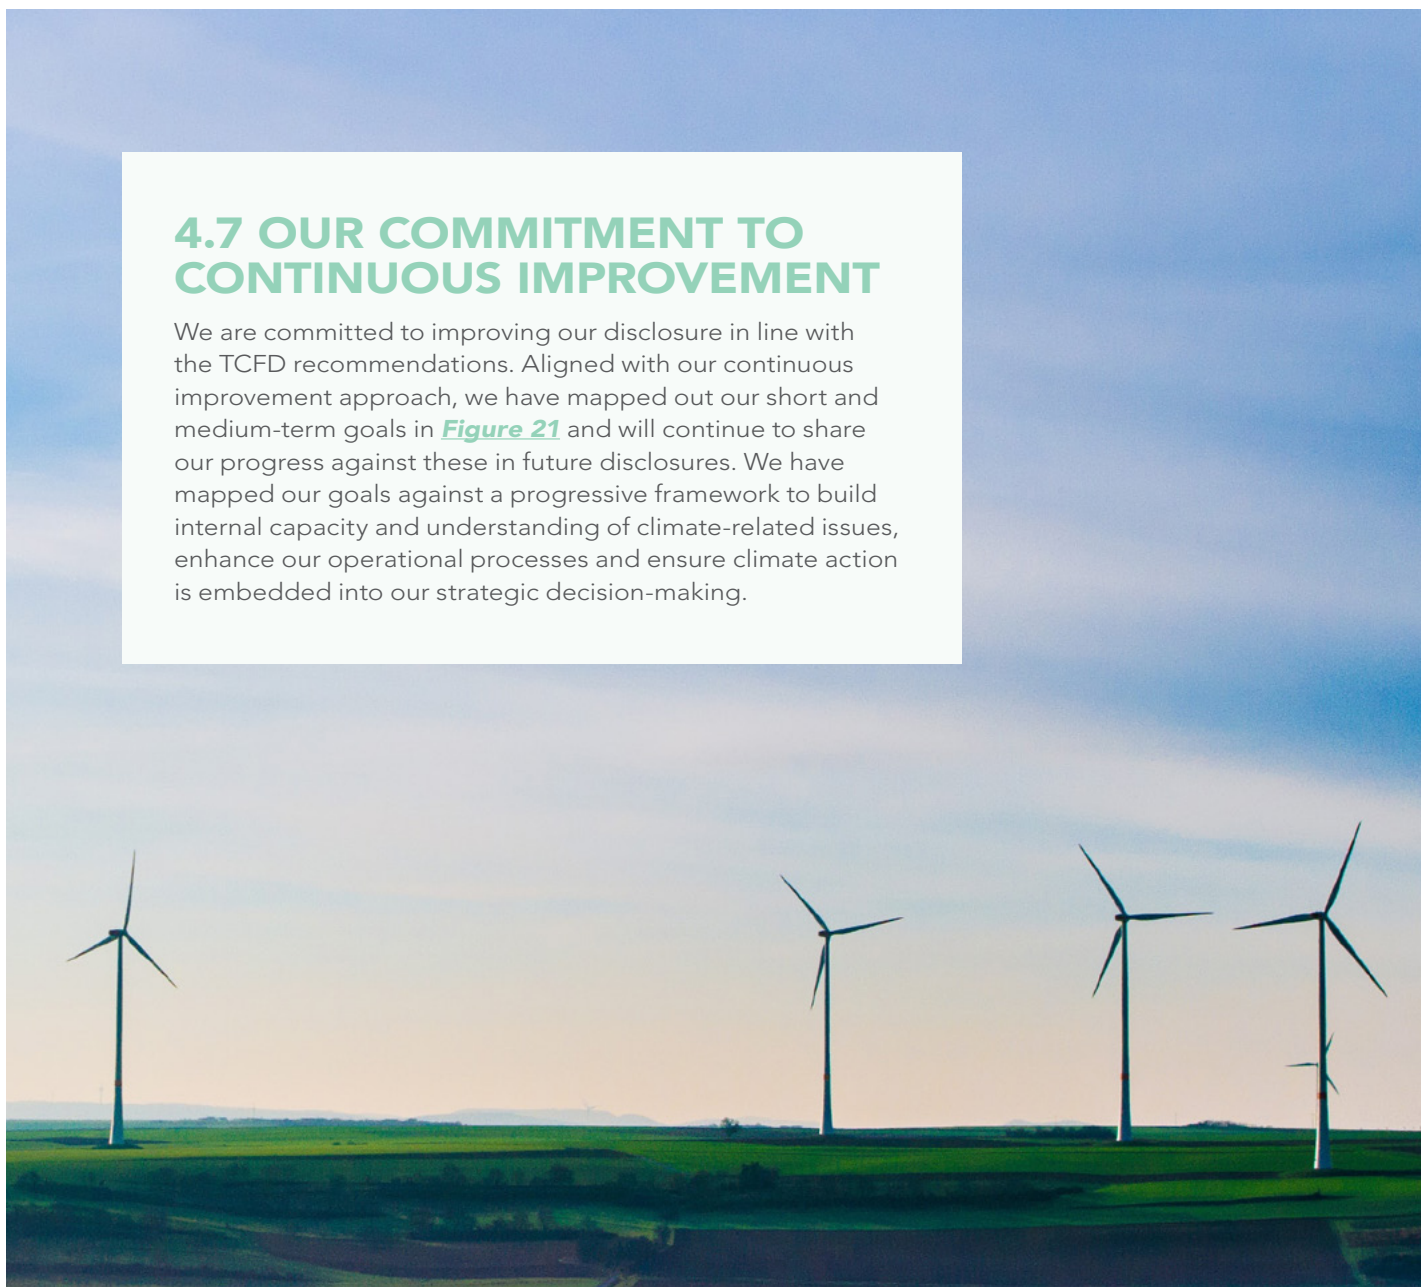 4.7 OUR COMMITMENT TO
CONTINUOUS IMPROVEMENT
We are committed to improving our disclosure in line with
the TCFD recommendations. Aligned with our continuous
improvement approach, we have mapped out our short and
medium-term goals in Figure 21 and will continue to share
our progress against these in future disclosures. We have
mapped our goals against a progressive framework to build
internal capacity and understanding of climate-related issues,
enhance our operational processes and ensure climate action
is embedded into our strategic decision-making.